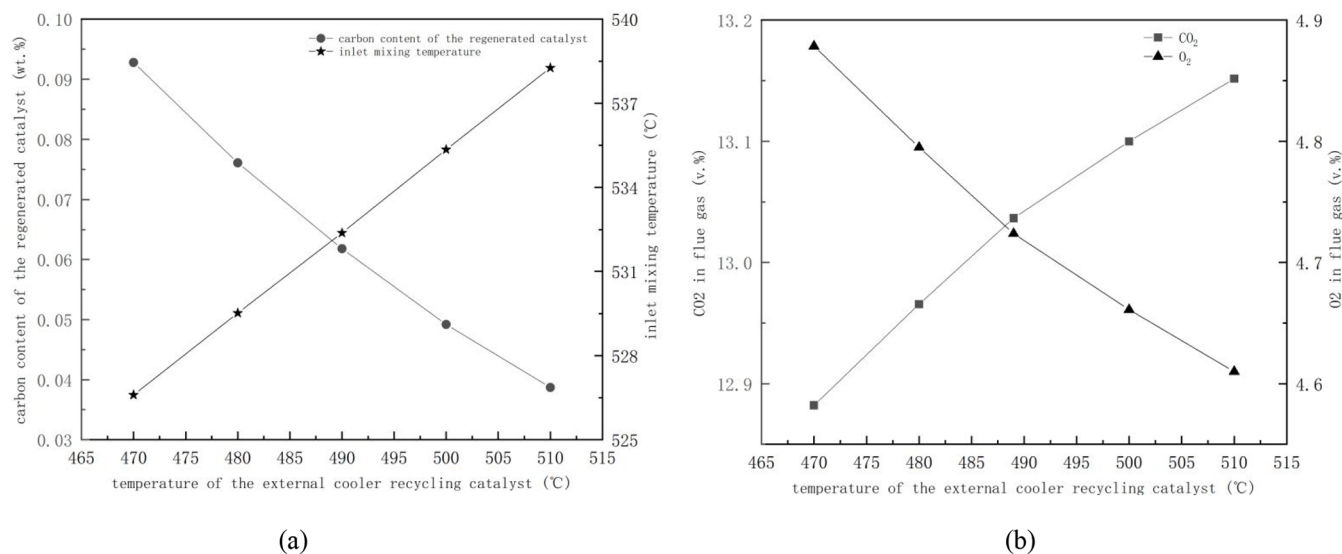 carbon content of the regenerated catalyst (wt.%)
0.10
0.09
0.08
0.07
0.06
0.05
0.04
0.03
carbon content of the regenerated catalyst
inlet mixing temperature
540
537
534
531
528
525
inlet mixing temperature (℃)
465 470 475 480 485 490 495 500 505 510 515
temperature of the external cooler recycling catalyst (℃)
(a)
CO2 in flue gas (v.%)
13.2
13.1
13.0
12.9
CO₂
O₂
4.9
4.8
4.7
4.6
O2 in flue gas (v.%)
465 470 475 480 485 490 495 500 505 510 515
temperature of the external cooler recycling catalyst (℃)
(b)